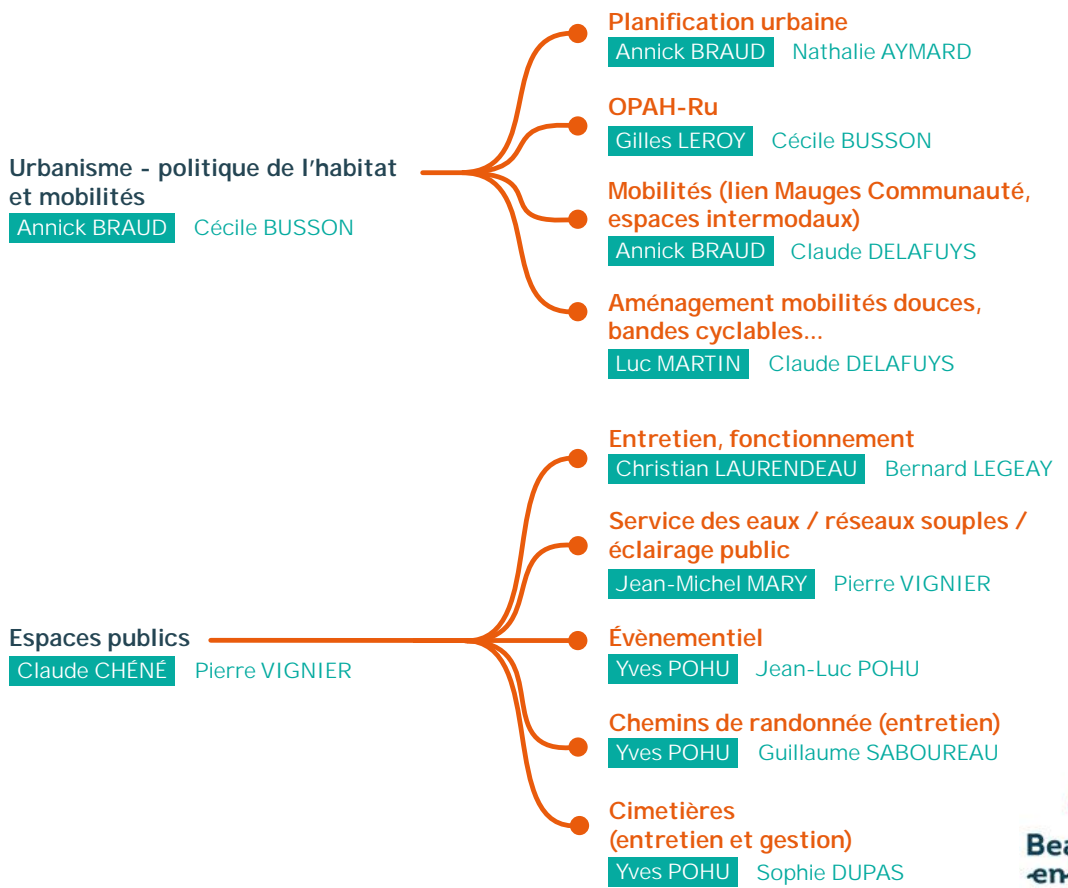 Urbanisme - politique de l'habitat
et mobilités
Annick BRAUD Cécile BUSSON
Planification urbaine
Annick BRAUD Nathalie AYMARD
OPAH-Ru
Gilles LEROY Cécile BUSSON
Mobilités (lien Mauges Communauté,
espaces intermodaux)
Annick BRAUD Claude DELAFUYS
Aménagement mobilités douces,
bandes cyclables...
Luc MARTIN Claude DELAFUYS
Espaces publics
Claude CHÉNÉ Pierre VIGNIER
Entretien, fonctionnement
Christian LAURENDEAU Bernard LEGEAY
Service des eaux / réseaux souples /
éclairage public
Jean-Michel MARY Pierre VIGNIER
Évènementiel
Yves POHU Jean-Luc POHU
Chemins de randonnée (entretien)
Yves POHU Guillaume SABOUREAU
Cimetières
(entretien et gestion)
Yves POHU Sophie DUPAS